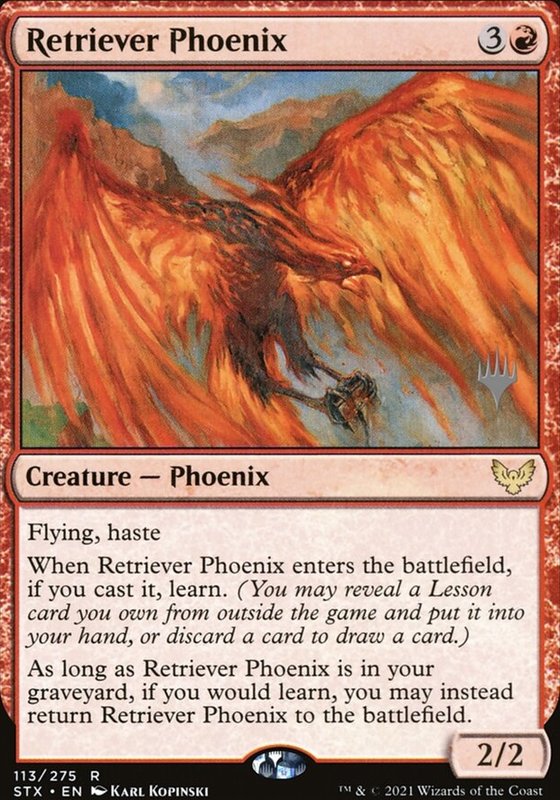 Retriever Phoenix 3
Creature — Phoenix
Flying, haste
When Retriever Phoenix enters the battlefield,
if you cast it, learn. (You may reveal a Lesson
card you own from outside the game and put it into
your hand, or discard a card to draw a card.)
As long as Retriever Phoenix is in your
graveyard, if you would learn, you may instead
return Retriever Phoenix to the battlefield.
2/2
113/275 R
STX • EN Karl Kopinski
™ & © 2021 Wizards of the Coast